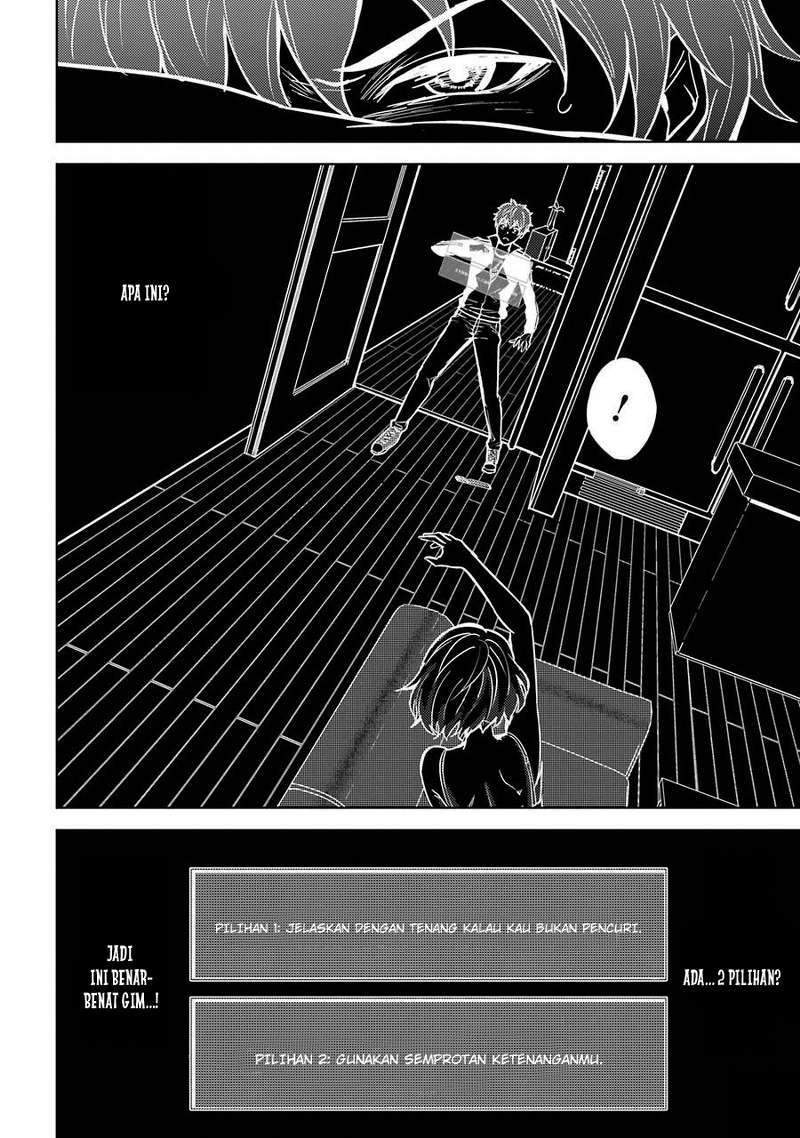 APA INI?
!
ADA... 2 PILIHAN?
PILIHAN 1: JELASKAN DENGAN TENANG KALAU KAU BUKAN PENCURI.
PILIHAN 2: GUNAKAN SEMPROTAN KETENANGANMU.
JADI
INI BENAR-
BENAT GIM...!